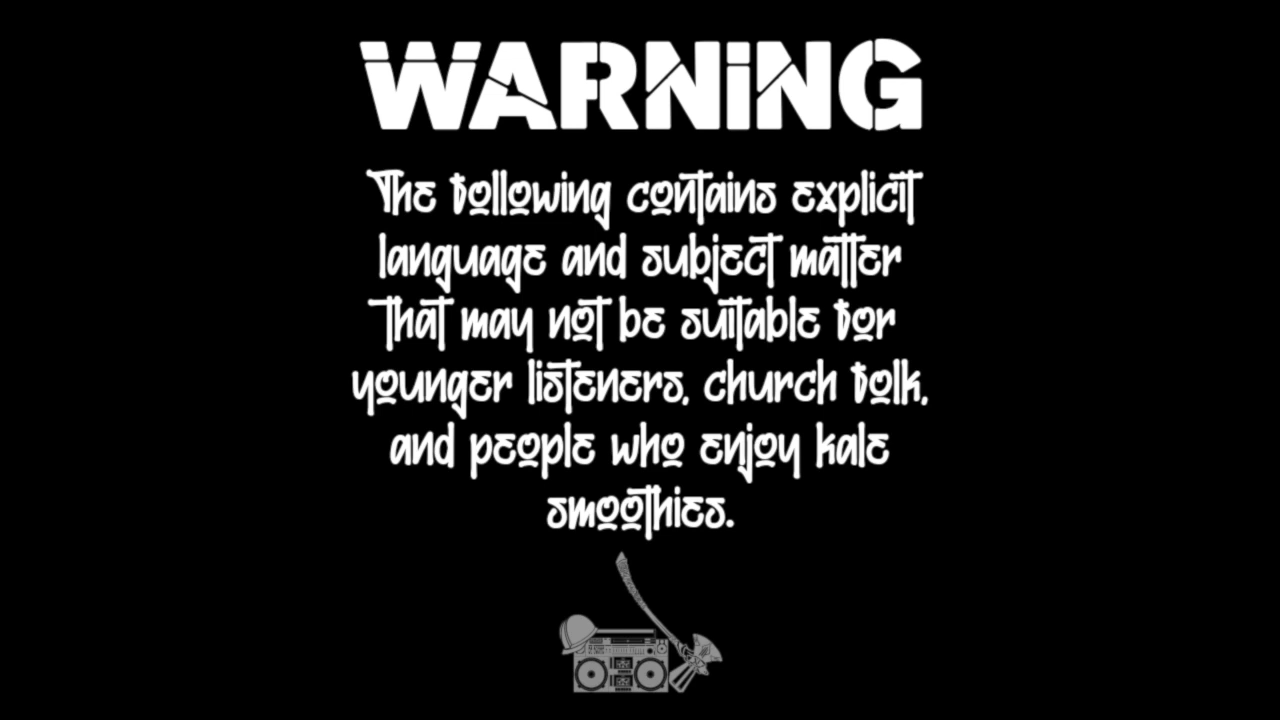 WARNiNG
The following contains explicit
language and subject matter
that may not be suitable for
younger listeners, church folk,
and people who enjoy kale
smoothies.